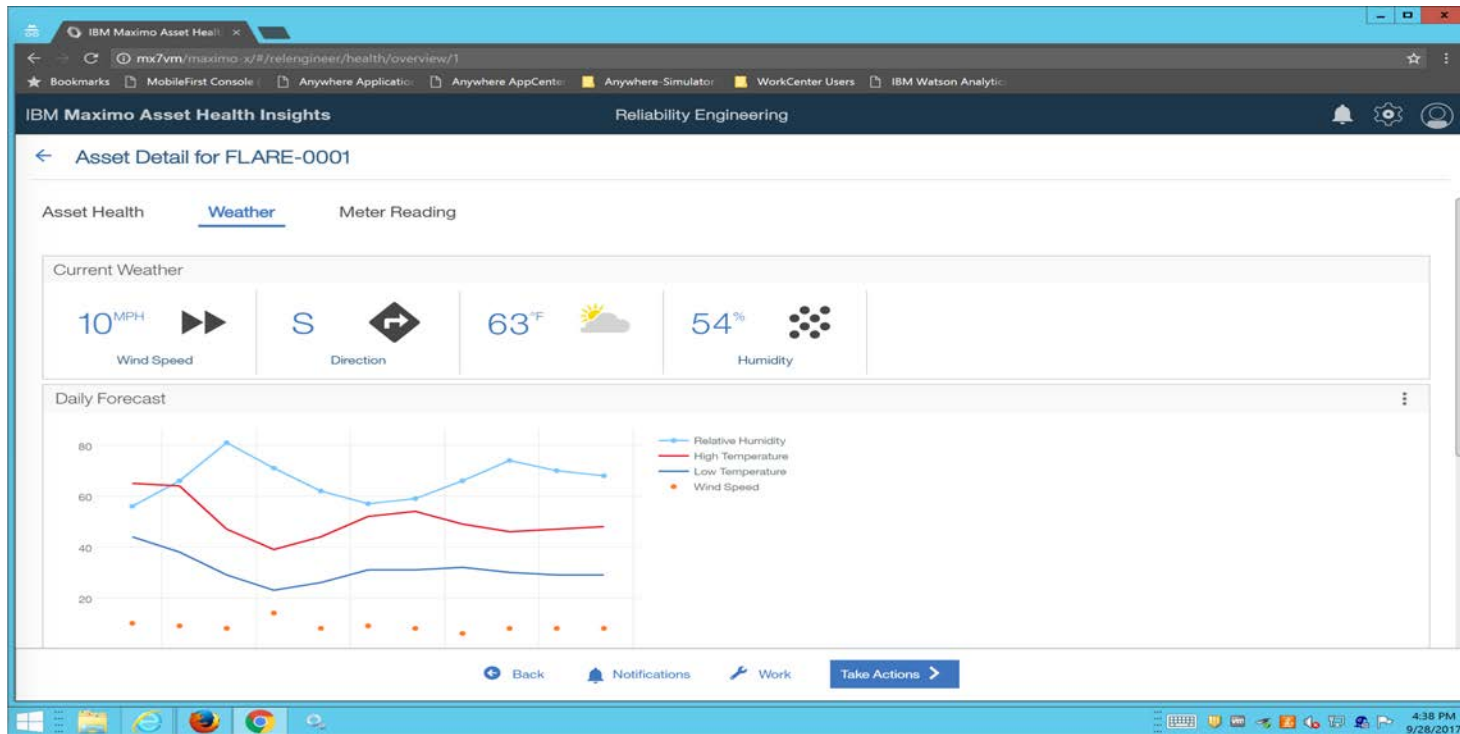 IBM Maximo Asset Healt
mx7vm/maximo-x/#/relengineer/health/overview/1
Bookmarks MobileFirst Console ( Anywhere Applicatio Anywhere AppCente Anywhere-Simulator WorkCenter Users IBM Watson Analytic
IBM Maximo Asset Health Insights Reliability Engineering
Asset Detail for FLARE-0001
Asset Health Weather Meter Reading
Current Weather
10 MPH S 63 °F 54 %
Wind Speed Direction Humidity
Daily Forecast
80
60
40
20
Relative Humidity
High Temperature
Low Temperature
Wind Speed
Back Notifications Work Take Actions
4:38 PM
9/28/2017